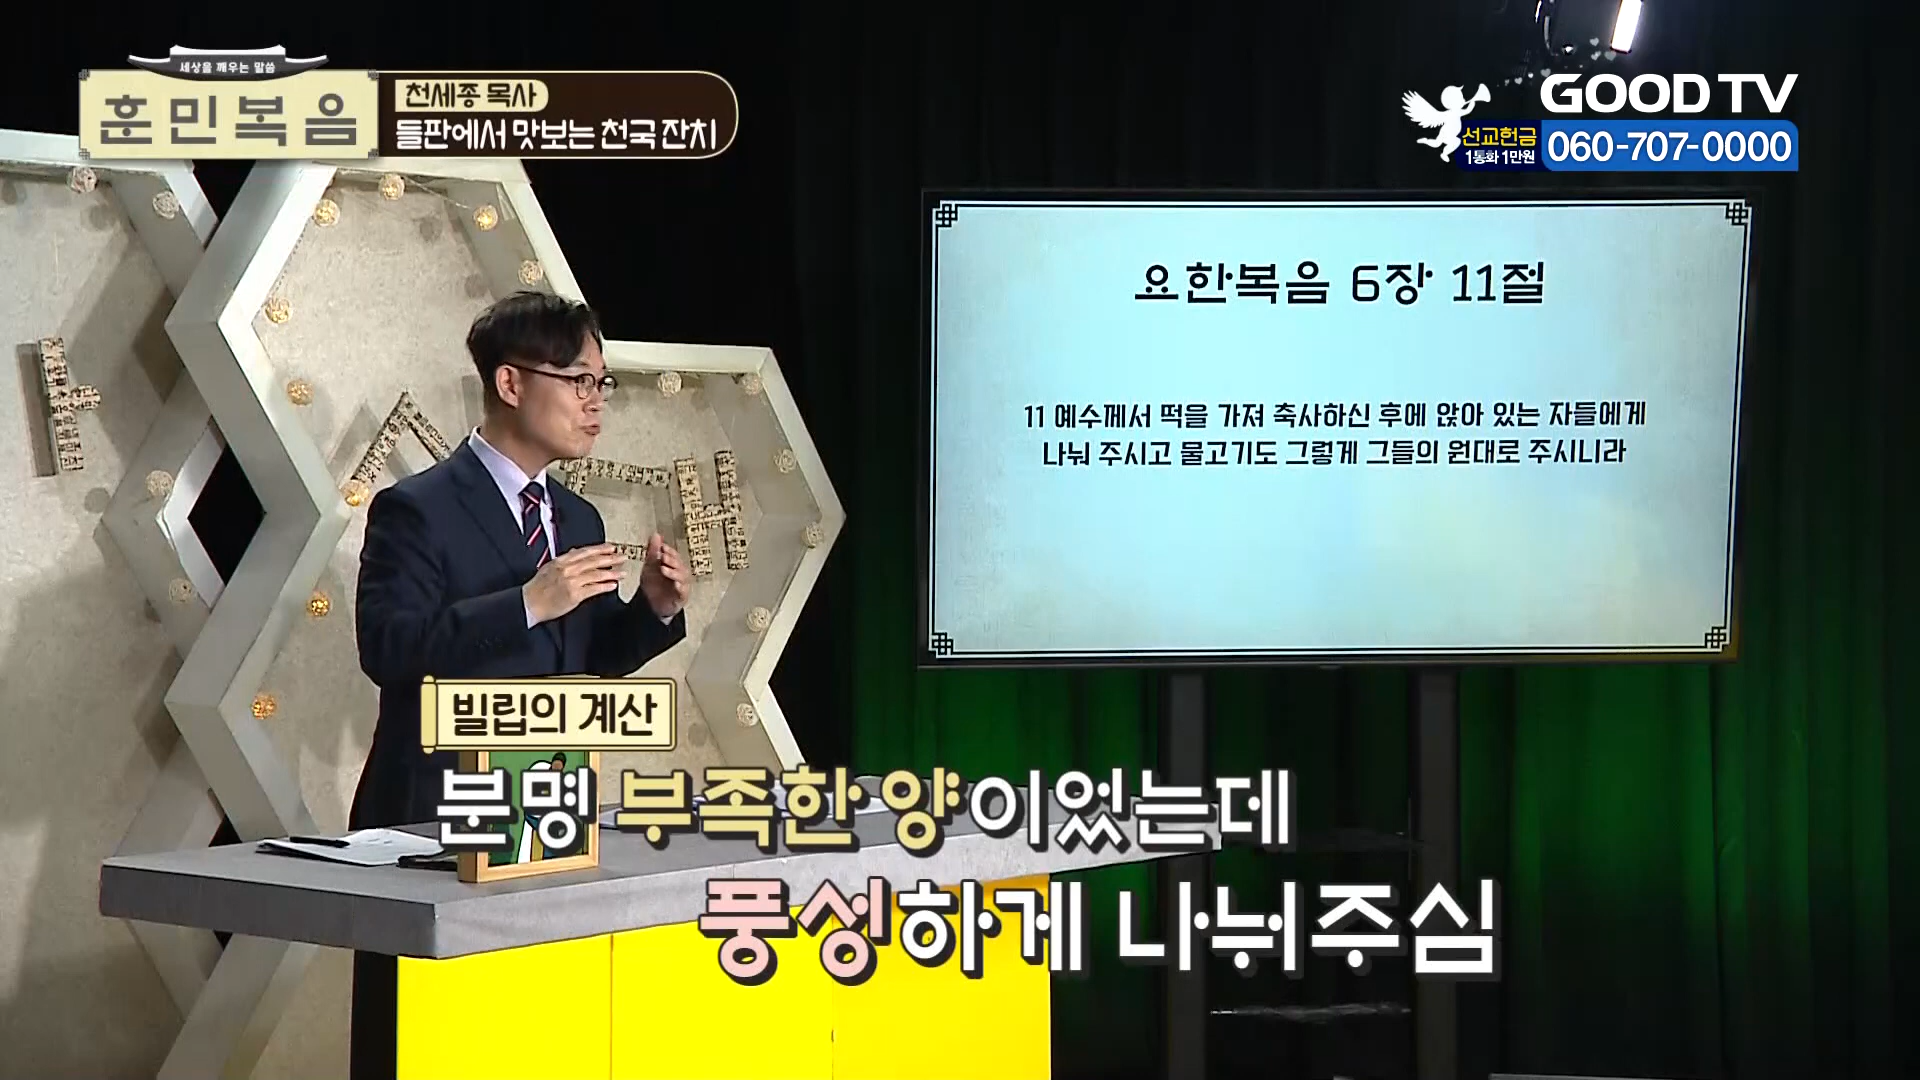 세상을 깨우는 말씀
훈민복음
천세종 목사
들판에서 맛보는 천국 잔치
GOOD TV
선교헌금
1통화 1만원
060-707-0000
요한복음 6장 11절
11 예수께서 떡을 가져 축사하신 후에 앉아 있는 자들에게
나눠 주시고 물고기도 그렇게 그들의 원대로 주시니라
빌립의 계산
분명 부족한 양이었는데
풍성하게 나눠주심